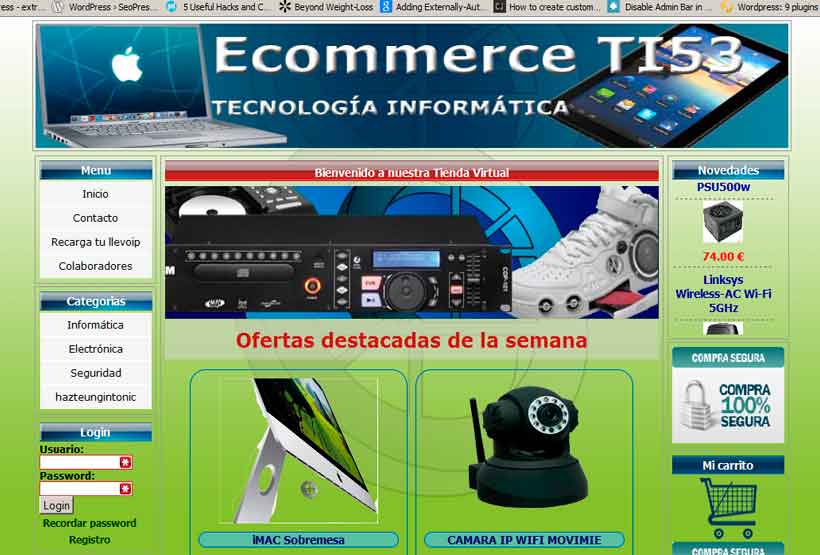 ress - extr...
WordPress › SeoPres...
5 Useful Hacks and C...
Beyond Weight-Loss
Adding Externally-Aut...
How to create custom...
Disable Admin Bar in ...
Wordpress: 9 plugins
Ecommerce TI53
TECNOLOGÍA INFORMÁTICA
Menu
Inicio
Contacto
Recarga tu llevoip
Colaboradores
Categorias
Informática
Electrónica
Seguridad
hazteungintonic
Login
Usuario:
Password:
Login
Recordar password
Registro
Bienvenido a nuestra Tienda Virtual
Ofertas destacadas de la semana
iMAC Sobremesa
CAMARA IP WIFI MOVIMIE
Novedades
PSU500w
74.00 €
Linksys
Wireless-AC Wi-Fi
5GHz
COMPRA SEGURA
COMPRA
100%
SEGURA
Mi carrito
COMPRA SEGURA